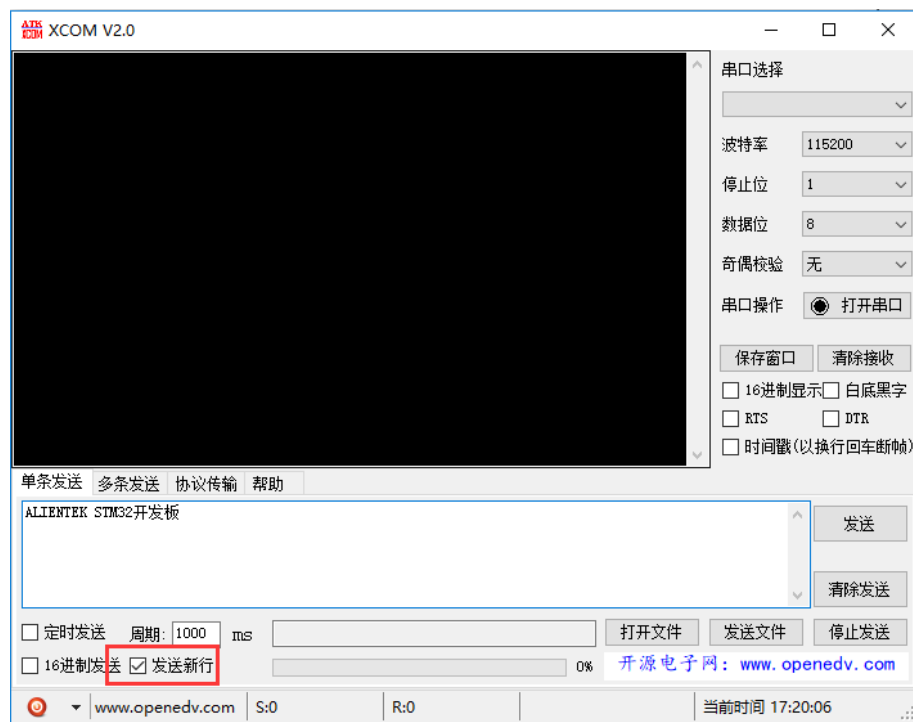 ATK XCOM XCOM V2.0
串口选择
波特率 115200
停止位 1
数据位 8
奇偶校验 无
串口操作 打开串口
保存窗口 清除接收
16进制显示 白底黑字
RTS DTR
时间戳(以换行回车断帧)
单条发送 多条发送 协议传输 帮助
ALIENTEK STM32开发板
发送
清除发送
定时发送 周期: 1000 ms 打开文件 发送文件 停止发送
16进制发送 发送新行 0% 开源电子网: www.openedv.com
www.openedv.com S:0 R:0 当前时间 17:20:06